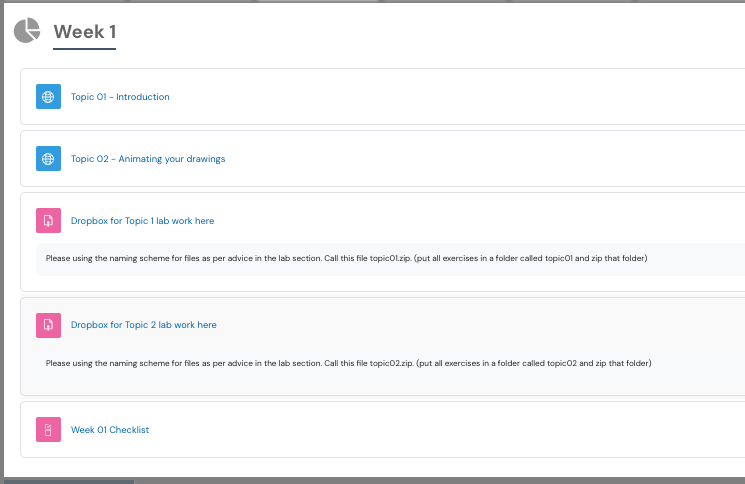 Week 1
Topic 01 - Introduction
Topic 02 - Animating your drawings
Dropbox for Topic 1 lab work here
Please using the naming scheme for files as per advice in the lab section. Call this file topic01.zip. (put all exercises in a folder called topic01 and zip that folder)
Dropbox for Topic 2 lab work here
Please using the naming scheme for files as per advice in the lab section. Call this file topic02.zip. (put all exercises in a folder called topic02 and zip that folder)
Week 01 Checklist